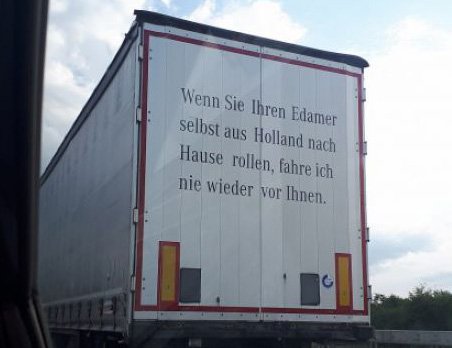 Wenn Sie Ihren Edamer
selbst aus Holland nach
Hause rollen, fahre ich
nie wieder vor Ihnen.